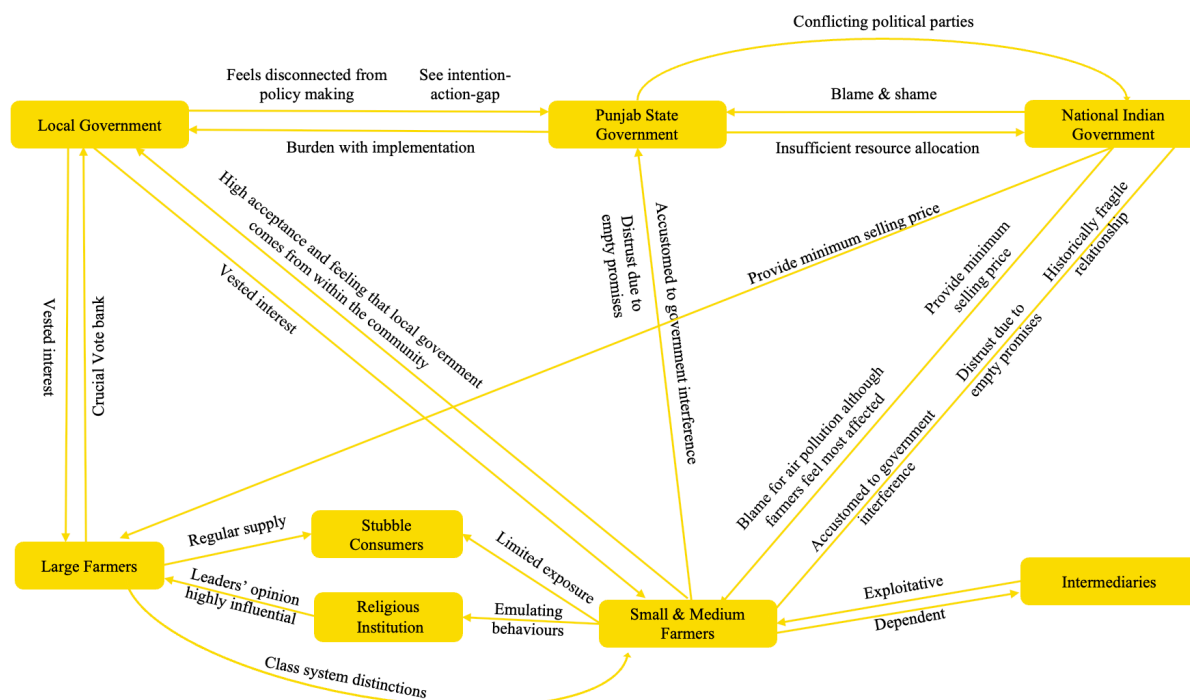 Conflicting political parties
Feels disconnected from
policy making
See intention-
action-gap
Blame & shame
Local Government
Punjab State
Government
National Indian
Government
Burden with implementation
Insufficient resource allocation
High acceptance and feeling that local government
comes from within the community
Vested interest
Distrust due to
empty promises
Accustomed to government interference
Provide minimum selling price
Provide minimum
selling price
Historically fragile
relationship
Vested interest
Crucial Vote bank
Distrust due to
empty promises
Blame for air pollution although
farmers feel most affected
Accustomed to government
interference
Regular supply
Stubble
Consumers
Limited exposure
Large Farmers
Leaders’ opinion
highly influential
Religious
Institution
Emulating
behaviours
Small & Medium
Farmers
Exploitative
Dependent
Intermediaries
Class system distinctions